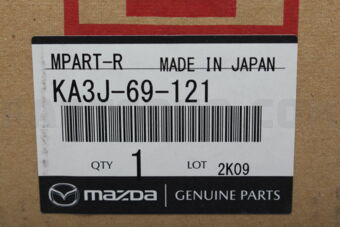 MPART-R MADE IN JAPAN
KA3J-69-121
QTY 1 LOT 2K09
mazda GENUINE PARTS